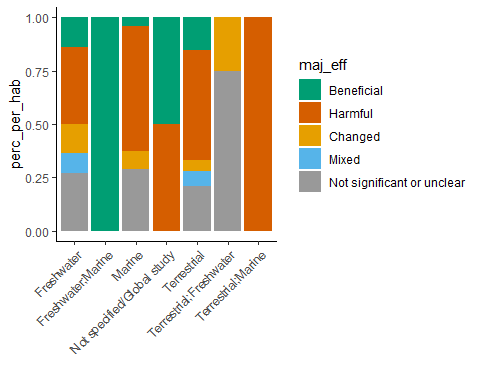 1.00
0.75
0.50
0.25
0.00
perc_per_hab
Freshwater
Freshwater;Marine
Marine
Not specified/Global study
Terrestrial
Terrestrial;Freshwater
Terrestrial;Marine
maj_eff
Beneficial
Harmful
Changed
Mixed
Not significant or unclear